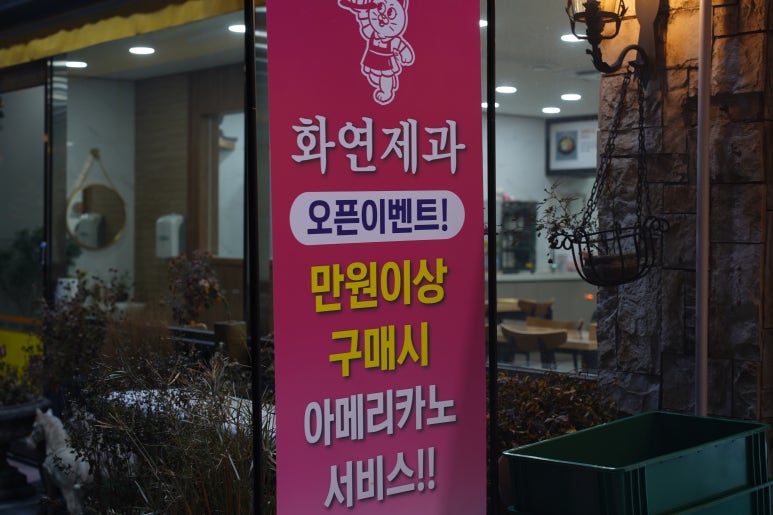 화연제과
오픈이벤트!
만원이상
구매시
아메리카노
서비스!!